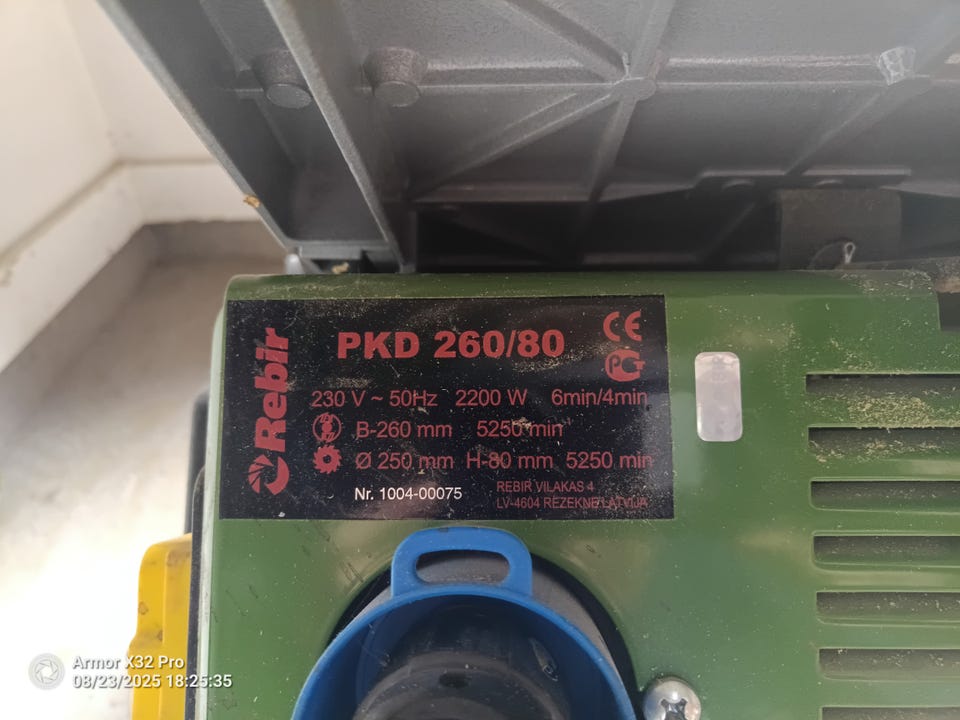 Rebir
PKD 260/80
CE
230 V ~ 50Hz 2200 W 6min/4min
B-260 mm 5250 min
Ø 250 mm H-80 mm 5250 min
Nr. 1004-00075
REBIR VILAKAS 4
LV-4604 REZEKNE LATVIJA
Armor X32 Pro
08/23/2025 18:25:35